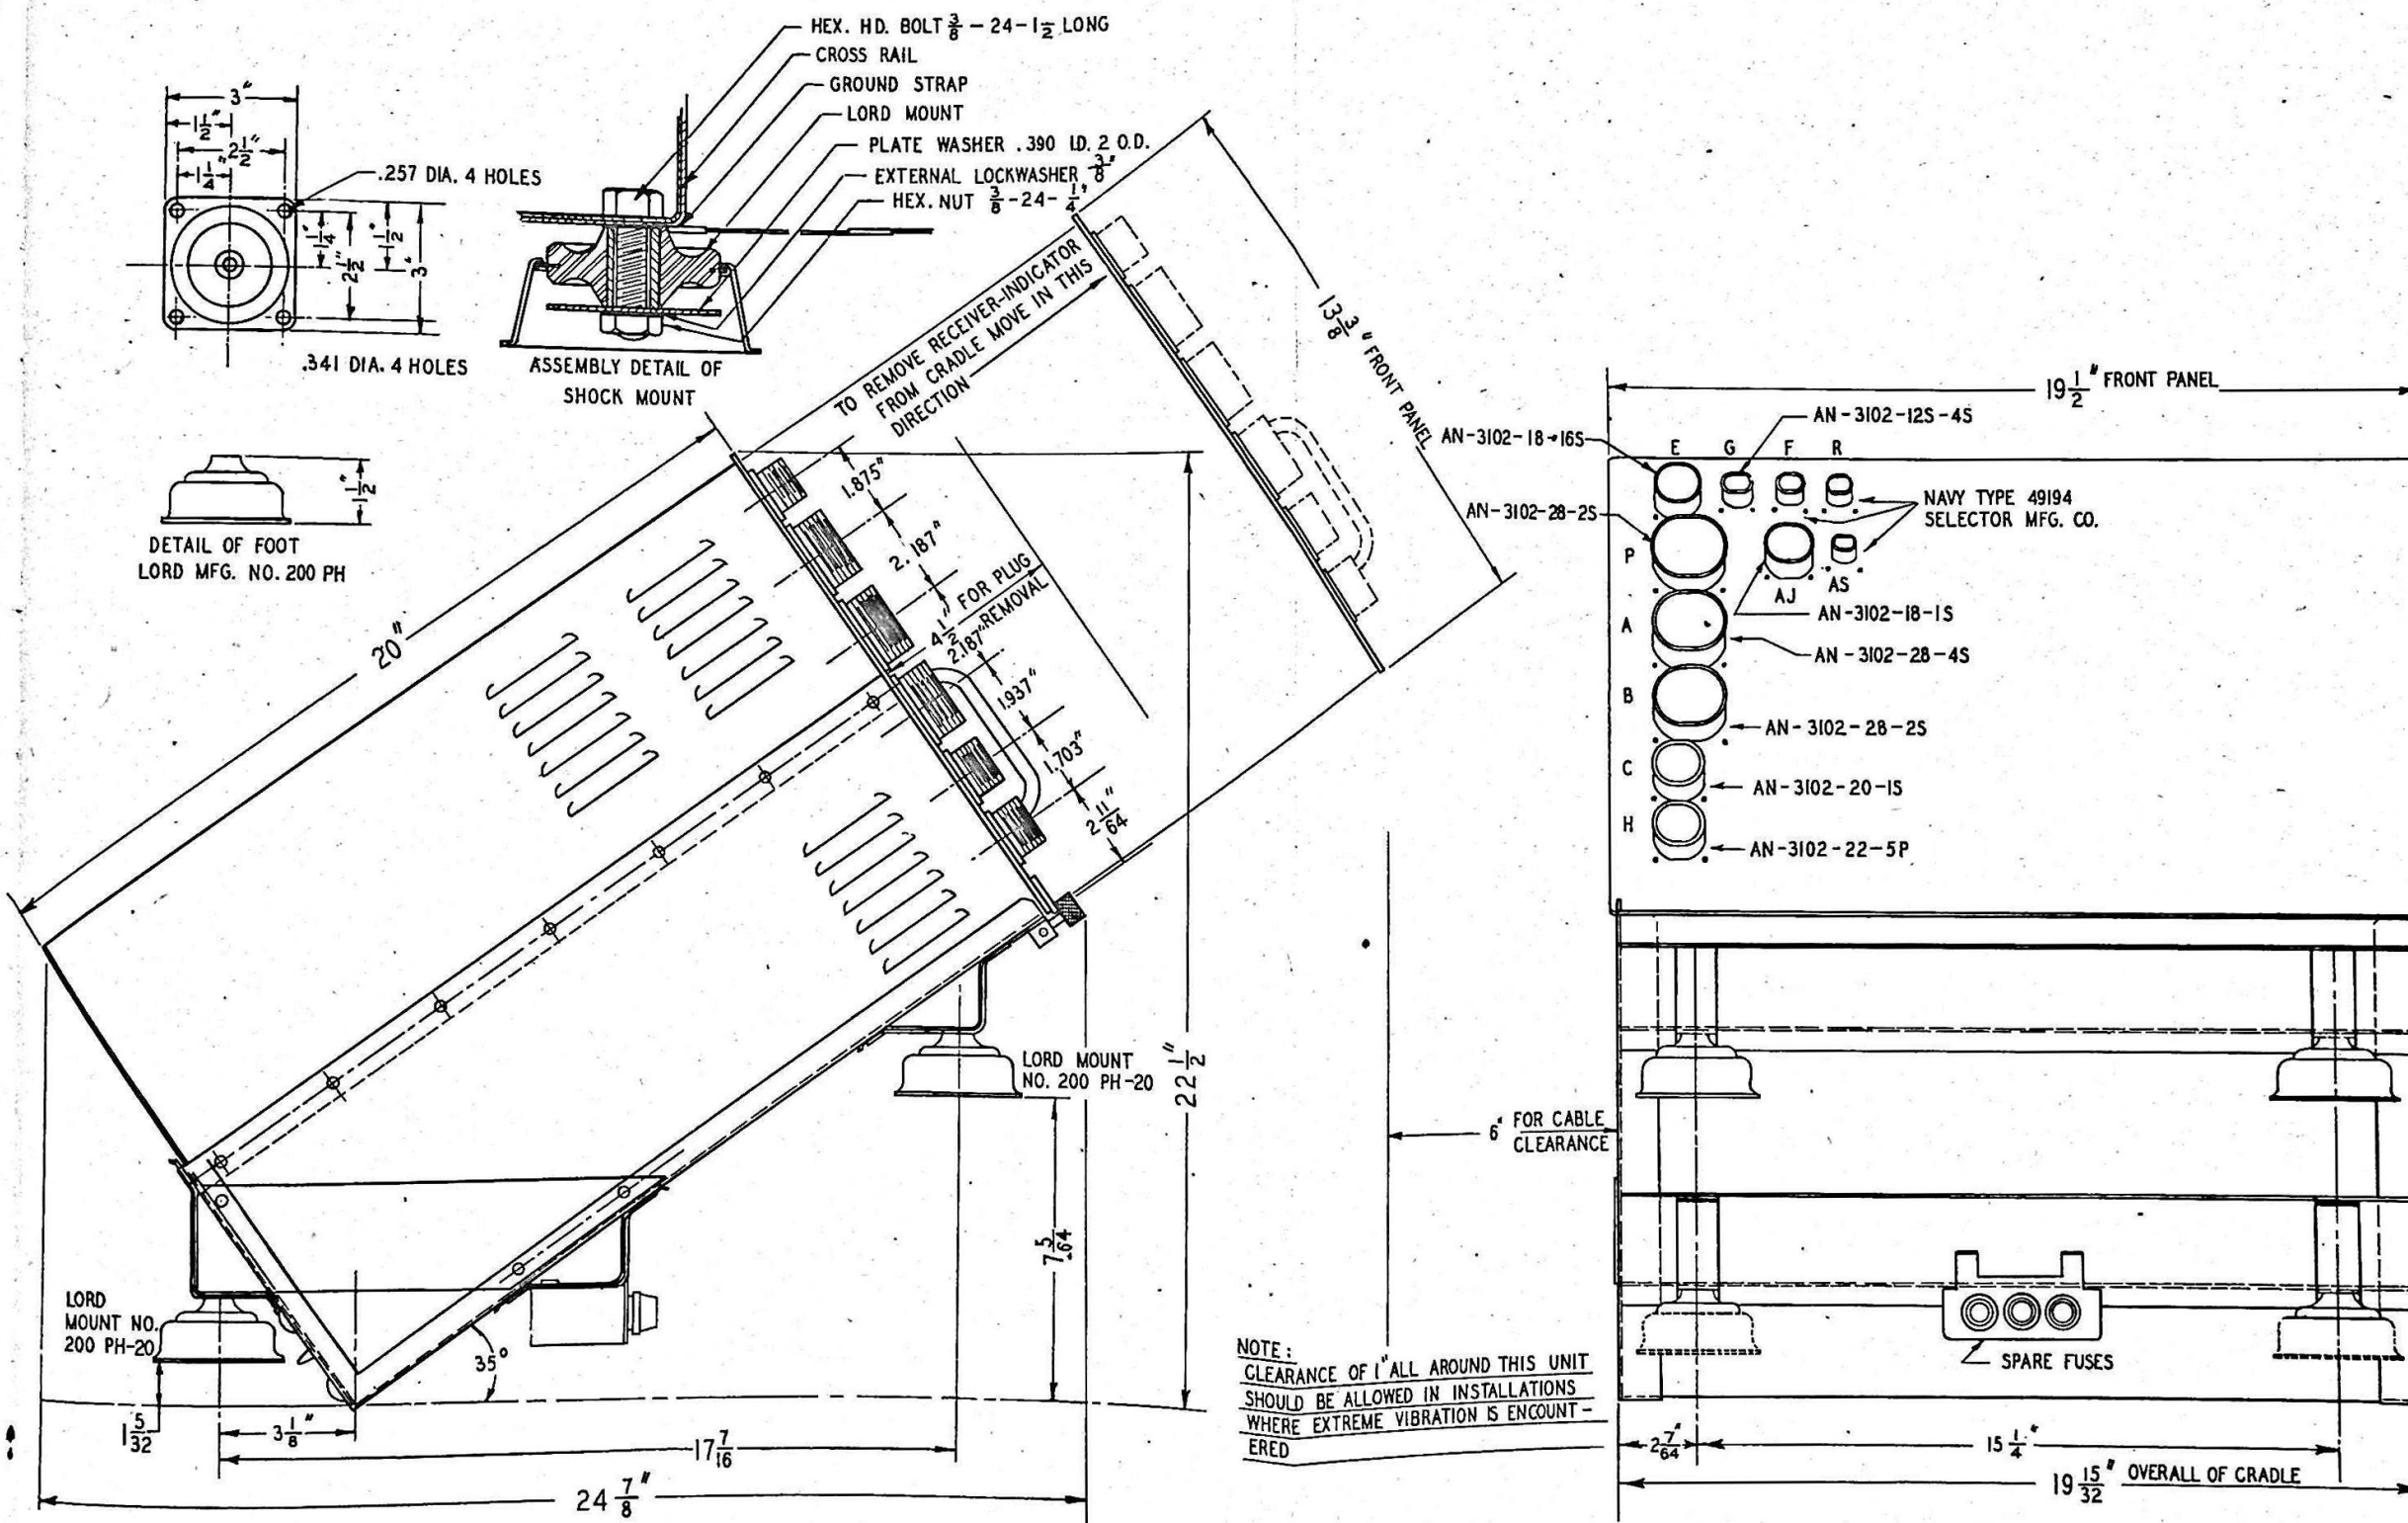 HEX. HD. BOLT 3/8 - 24 - 1 1/2 LONG
CROSS RAIL
GROUND STRAP
LORD MOUNT
PLATE WASHER .390 I.D. 2 O.D.
EXTERNAL LOCKWASHER 3/8"
HEX. NUT 3/8 - 24 - 1/4"
3"
1 1/2"
2 1/2"
1 1/4"
.257 DIA. 4 HOLES
1 1/4"
1 1/2"
2 1/2"
3"
.341 DIA. 4 HOLES
ASSEMBLY DETAIL OF
SHOCK MOUNT
1 1/2"
DETAIL OF FOOT
LORD MFG. NO. 200 PH
TO REMOVE RECEIVER-INDICATOR
FROM CRADLE MOVE IN THIS
DIRECTION
13 3/8" FRONT PANEL
20"
1.875"
2.187"
4 1/2" FOR PLUG
REMOVAL
2.187"
1.937"
1.703"
2 11/64"
22 1/2"
LORD MOUNT
NO. 200 PH-20
7 5/64
LORD
MOUNT NO.
200 PH-20
35°
1 5/32
3 1/8"
17 7/16
24 7/8"
19 1/2" FRONT PANEL
AN-3102-12S-4S
AN-3102-18-16S
E G F R
NAVY TYPE 49194
SELECTOR MFG. CO.
AN-3102-28-2S
P
AJ
AS
AN-3102-18-1S
A
AN-3102-28-4S
B
AN-3102-28-2S
C
AN-3102-20-1S
H
AN-3102-22-5P
6" FOR CABLE
CLEARANCE
SPARE FUSES
NOTE:
CLEARANCE OF 1" ALL AROUND THIS UNIT
SHOULD BE ALLOWED IN INSTALLATIONS
WHERE EXTREME VIBRATION IS ENCOUNT-
ERED
2 7/64"
15 1/4"
19 15/32" OVERALL OF CRADLE